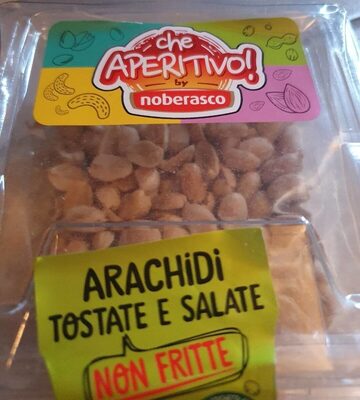 che
APERITIVO!
by
noberasco
ARACHiDi
TOSTATE E SALATE
NON FRITTE